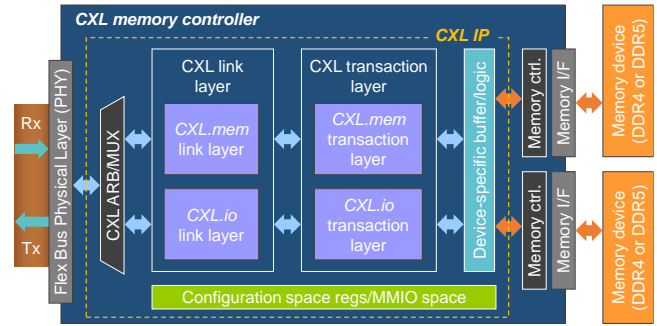 CXL memory controller
CXL IP
Rx
Tx
Flex Bus Physical Layer (PHY)
CXL ARB/MUX
CXL link
layer
CXL.mem
link layer
CXL.io
link layer
CXL transaction
layer
CXL.mem
transaction
layer
CXL.io
transaction
layer
Device-specific buffer/logic
Configuration space regs/MMIO space
Memory ctrl.
Memory I/F
Memory device
(DDR4 or DDR5)
Memory ctrl.
Memory I/F
Memory device
(DDR4 or DDR5)